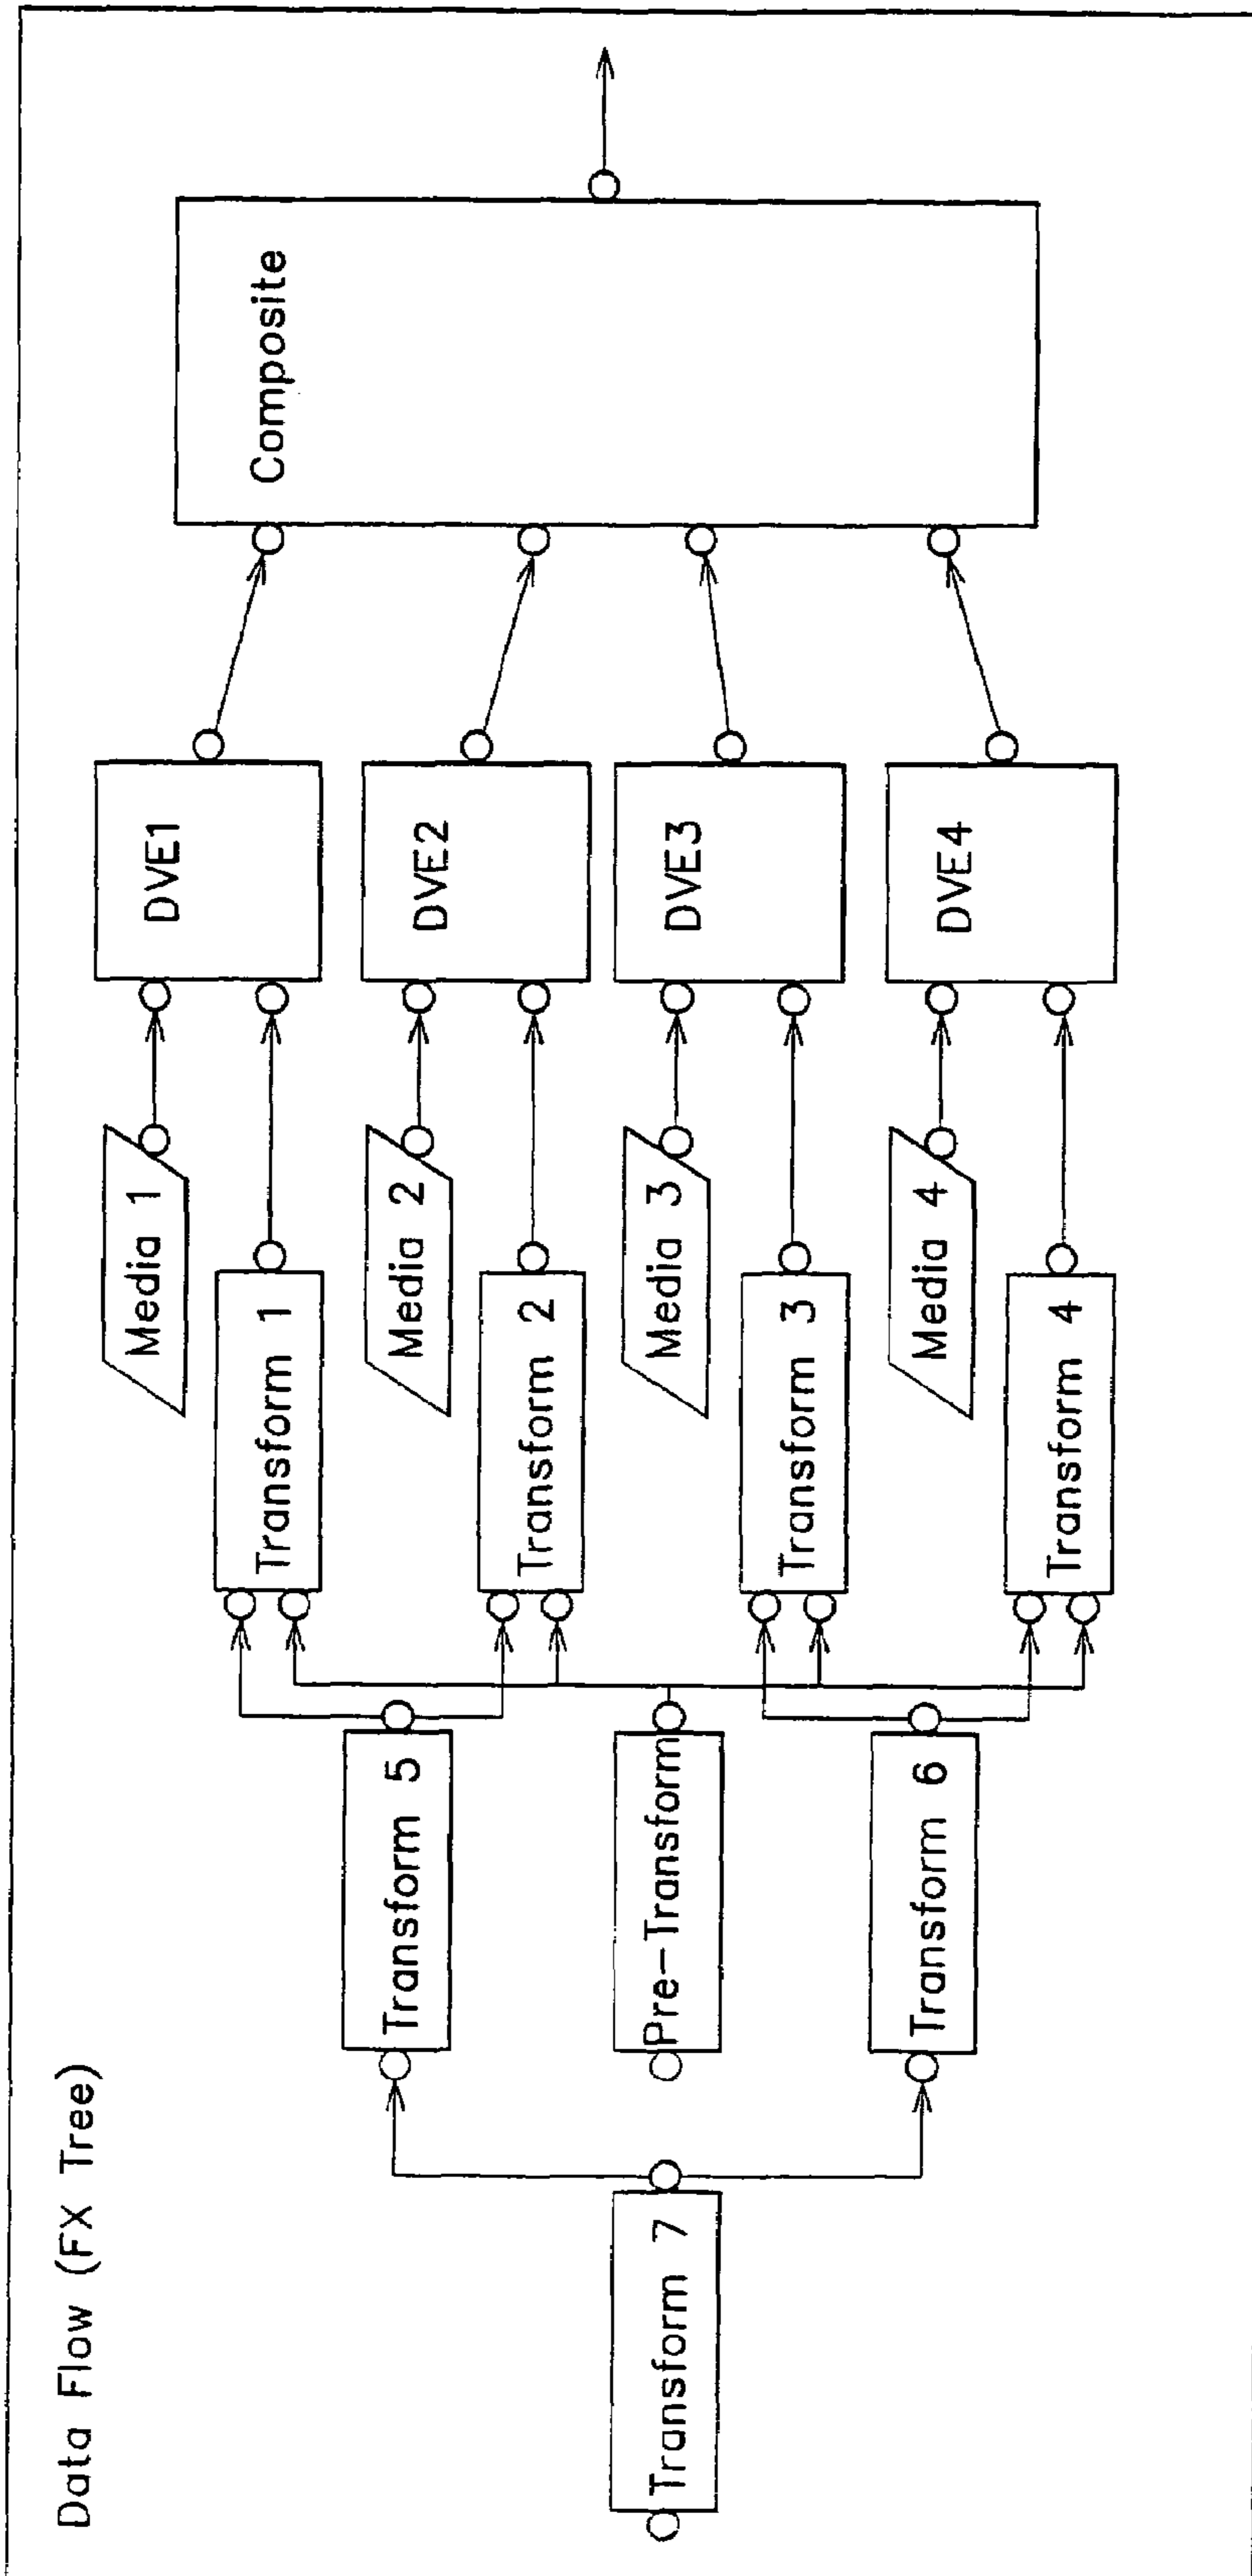 Data Flow (FX Tree)
Transform 7
Transform 5
Pre-Transform
Transform 6
Media 1
Transform 1
Media 2
Transform 2
Media 3
Transform 3
Media 4
Transform 4
DVE1
DVE2
DVE3
DVE4
Composite